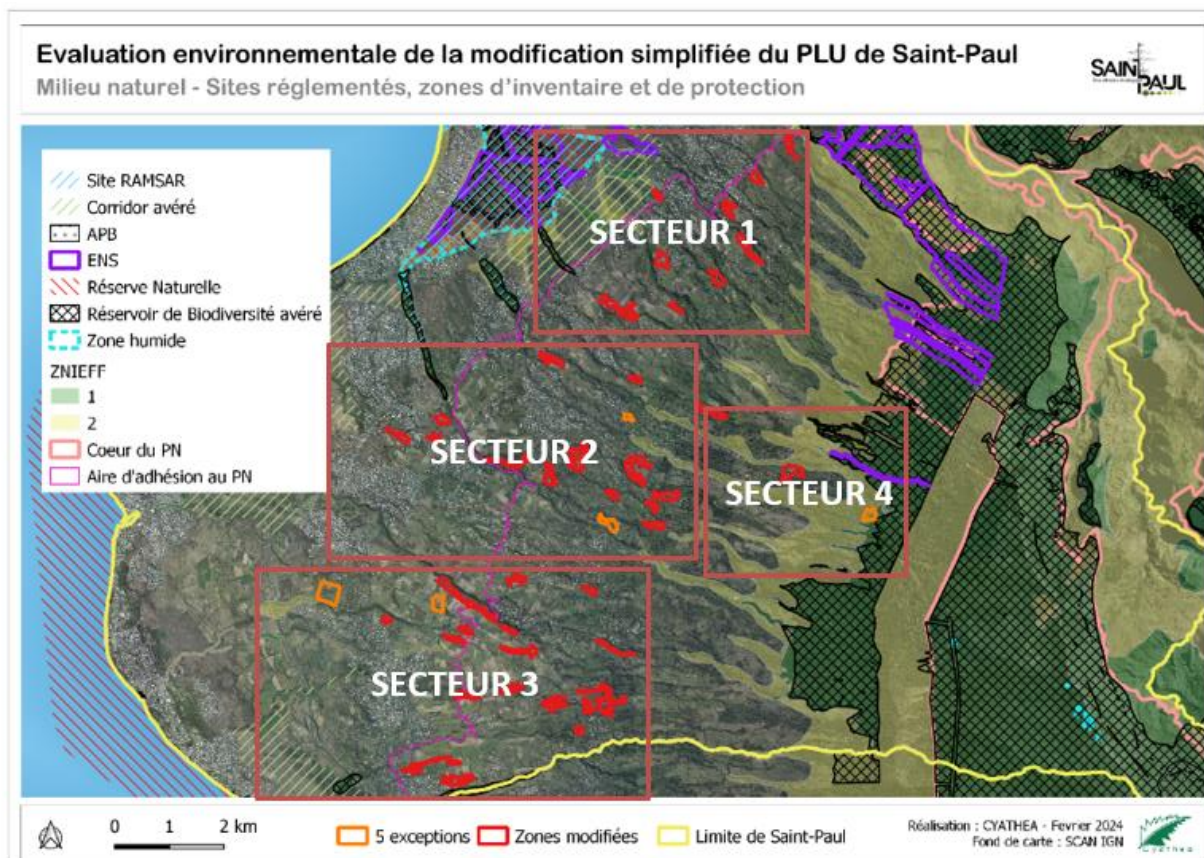 Evaluation environnementale de la modification simplifiée du PLU de Saint-Paul
Milieu naturel - Sites réglementés, zones d'inventaire et de protection
SAINT
PAUL
Site RAMSAR
Corridor avéré
APB
ENS
Réserve Naturelle
Réservoir de Biodiversité avéré
Zone humide
ZNIEFF
1
2
Coeur du PN
Aire d'adhésion au PN
SECTEUR 1
SECTEUR 2
SECTEUR 4
SECTEUR 3
0 1 2 km
5 exceptions
Zones modifiées
Limite de Saint-Paul
Réalisation : CYATHEA - Fevrier 2024
Fond de carte : SCAN IGN
Cyathea